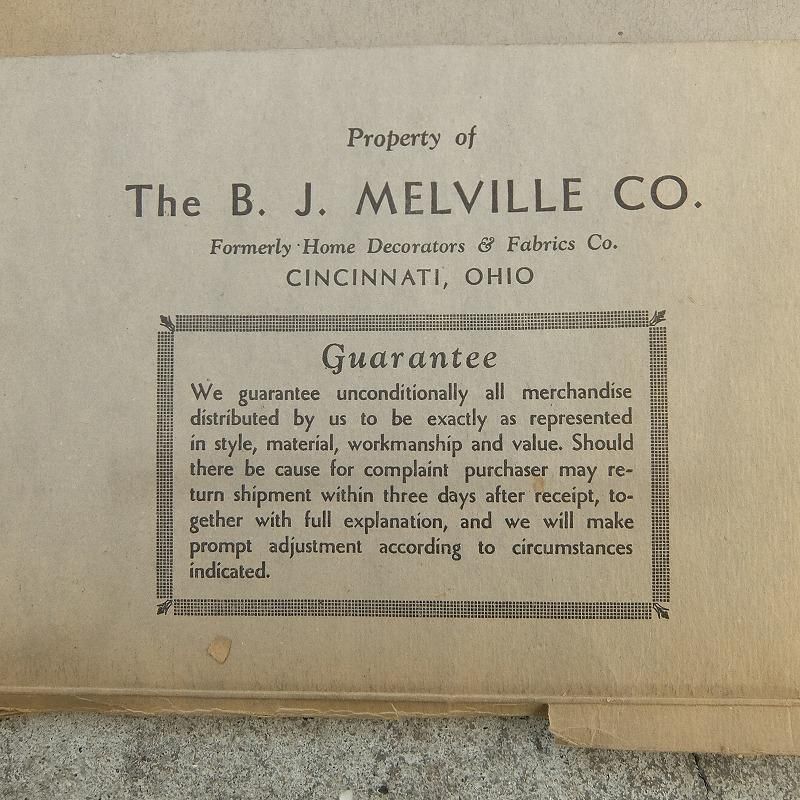 Property of
The B. J. MELVILLE CO.
Formerly Home Decorators & Fabrics Co.
CINCINNATI, OHIO
Guarantee
We guarantee unconditionally all merchandise
distributed by us to be exactly as represented
in style, material, workmanship and value. Should
there be cause for complaint purchaser may re-
turn shipment within three days after receipt, to-
gether with full explanation, and we will make
prompt adjustment according to circumstances
indicated.